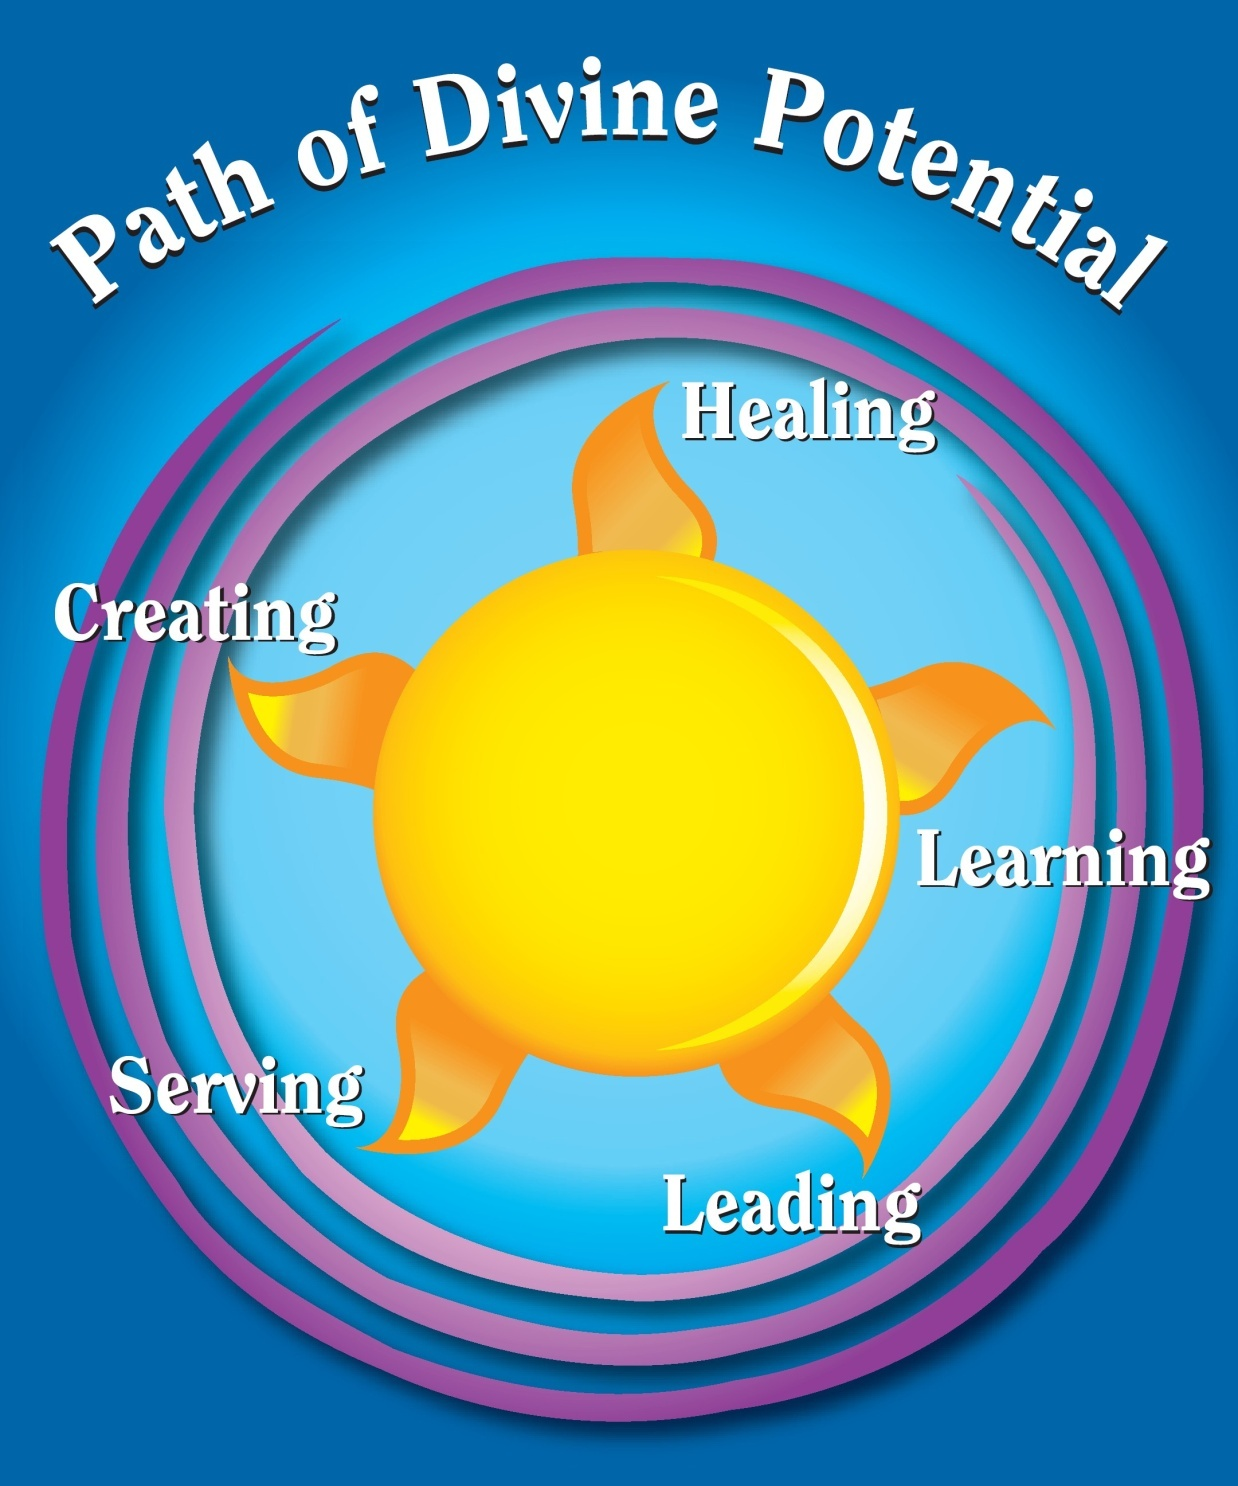 Path of Divine Potential
Healing
Creating
Learning
Serving
Leading